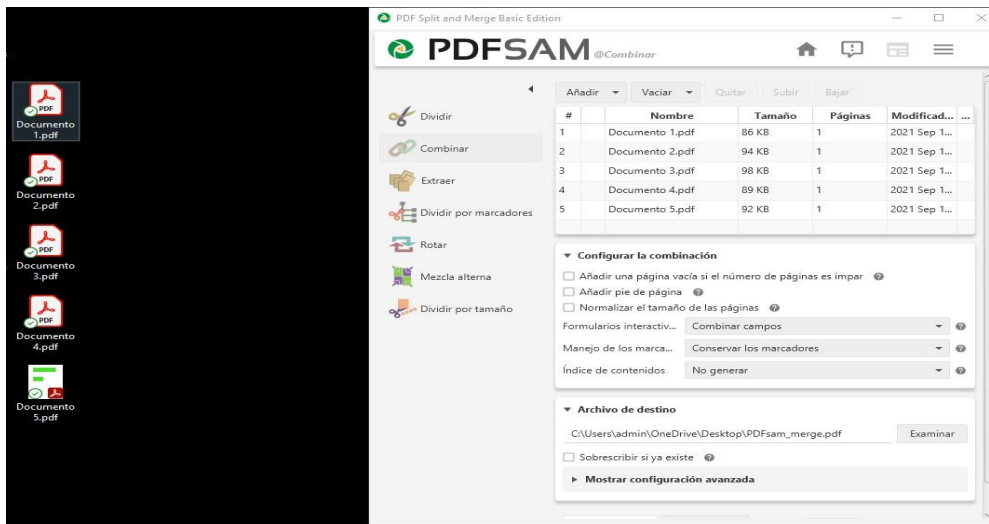 PDF Split and Merge Basic Edition
PDFSAM @Combinar
PDF
Documento
1.pdf
PDF
Documento
2.pdf
PDF
Documento
3.pdf
PDF
Documento
4.pdf
Documento
5.pdf
Dividir
Combinar
Extraer
Dividir por marcadores
Rotar
Mezcla alterna
Dividir por tamaño
Añadir Vaciar Quitar Subir Bajar
# Nombre Tamaño Páginas Modificad... ...
1 Documento 1.pdf 86 KB 1 2021 Sep 1...
2 Documento 2.pdf 94 KB 1 2021 Sep 1...
3 Documento 3.pdf 98 KB 1 2021 Sep 1...
4 Documento 4.pdf 89 KB 1 2021 Sep 1...
5 Documento 5.pdf 92 KB 1 2021 Sep 1...
Configurar la combinación
Añadir una página vacía si el número de páginas es impar
Añadir pie de página
Normalizar el tamaño de las páginas
Formularios interactiv... Combinar campos
Manejo de los marca... Conservar los marcadores
Índice de contenidos No generar
Archivo de destino
C:\Users\admin\OneDrive\Desktop\PDFsam_merge.pdf Examinar
Sobrescribir si ya existe
Mostrar configuración avanzada